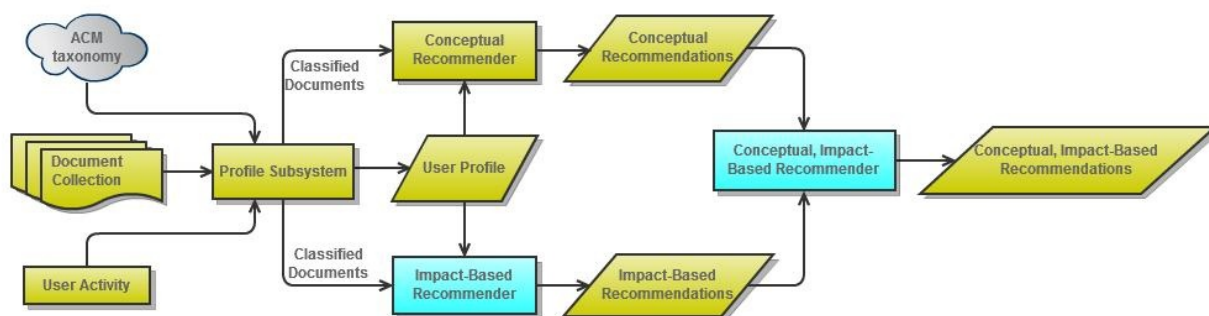 ACM
taxonomy
Document
Collection
User Activity
Profile Subsystem
Classified
Documents
Classified
Documents
Conceptual
Recommender
User Profile
Impact-Based
Recommender
Conceptual
Recommendations
Impact-Based
Recommendations
Conceptual, Impact-
Based Recommender
Conceptual, Impact-Based
Recommendations